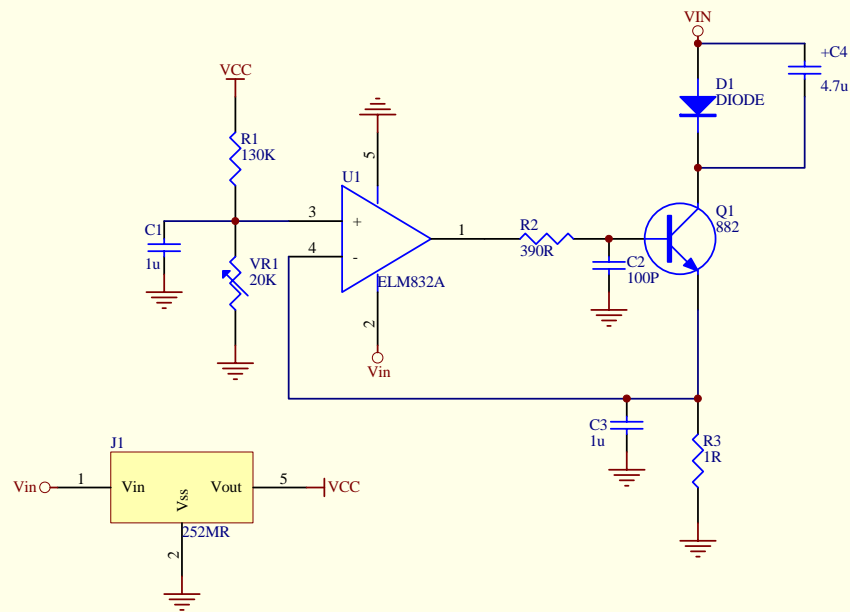 VIN
+C4
4.7u
D1
DIODE
VCC
R1
130K
5
U1
3
+
4
-
1
ELM832A
2
Vin
C1
1u
VR1
20K
R2
390R
C2
100P
Q1
882
C3
1u
R3
1R
J1
Vin
1
Vin
Vss
Vout
5
VCC
252MR
2